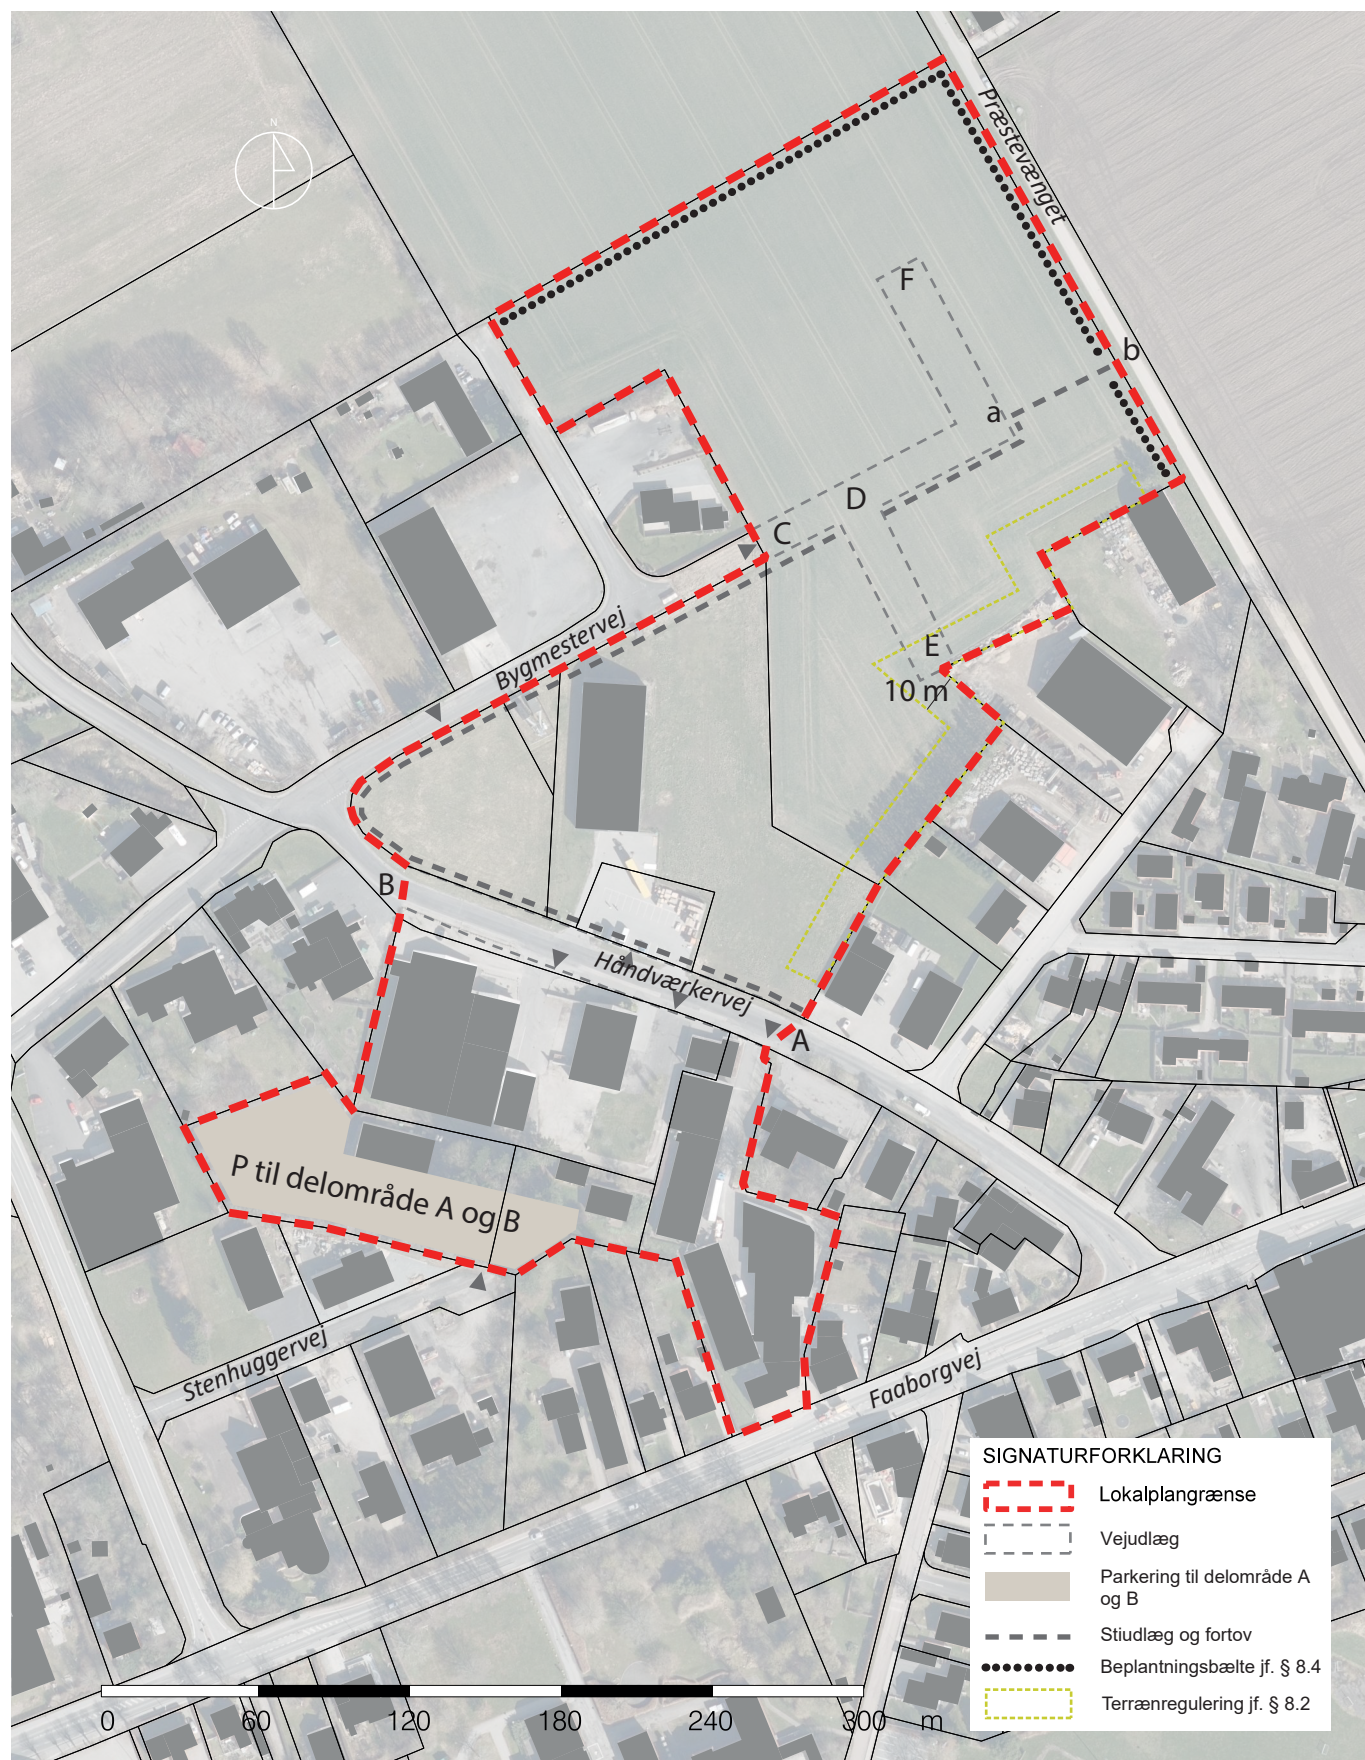 N
Præstevænget
F
b
a
D
C
Bygmestervej
E
10 m
B
Håndværkervej
A
P til delområde A og B
Stenhuggervej
Faaborgvej
SIGNATURFORKLARING
Lokalplangrænse
Vejudlæg
Parkering til delområde A
og B
Stiudlæg og fortov
Beplantningsbælte jf. § 8.4
Terrænregulering jf. § 8.2
0 60 120 180 240 300 m